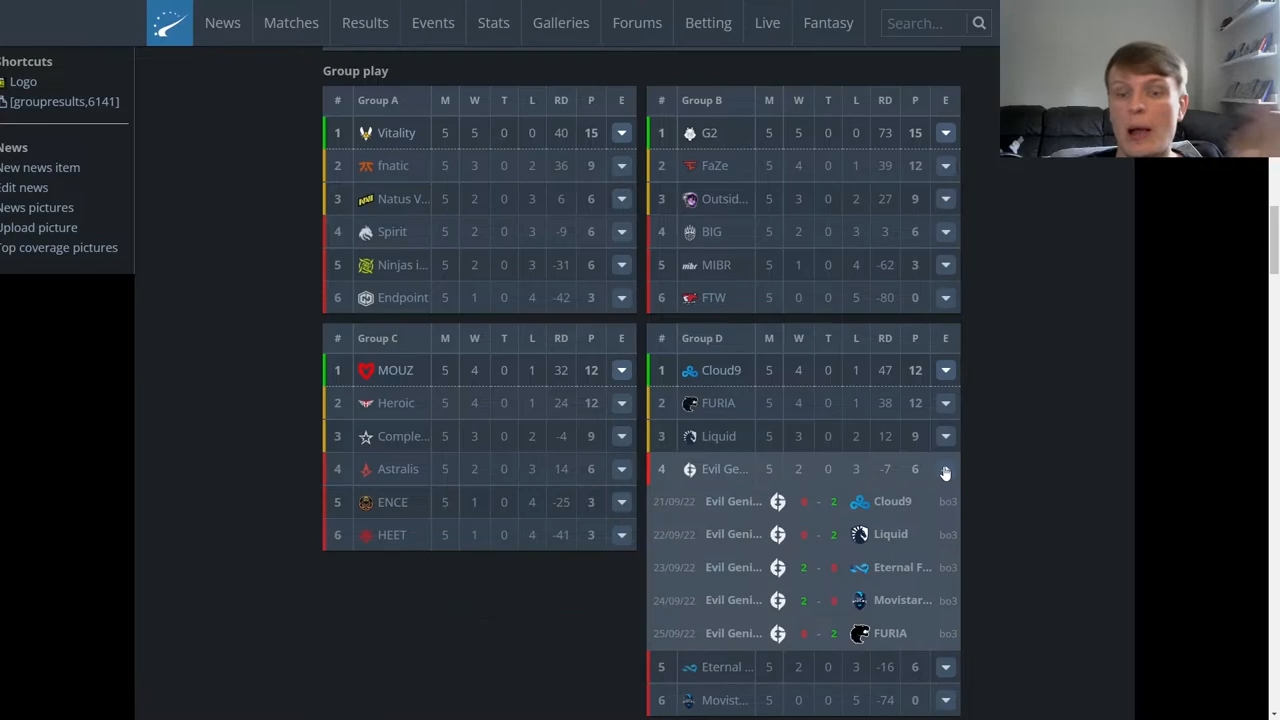 News Matches Results Events Stats Galleries Forums Betting Live Fantasy Search...
Shortcuts
Logo
[groupresults,6141]
News
New news item
Edit news
News pictures
Upload picture
Top coverage pictures
Group play
# Group A M W T L RD P E
1 Vitality 5 5 0 0 40 15
2 fnatic 5 3 0 2 36 9
3 Natus V... 5 2 0 3 6 6
4 Spirit 5 2 0 3 -9 6
5 Ninjas i... 5 2 0 3 -31 6
6 Endpoint 5 1 0 4 -42 3
# Group B M W T L RD P E
1 G2 5 5 0 0 73 15
2 FaZe 5 4 0 1 39 12
3 Outsid... 5 3 0 2 27 9
4 BIG 5 2 0 3 3 6
5 mibr MIBR 5 1 0 4 -62 3
6 FTW 5 0 0 5 -80 0
# Group C M W T L RD P E
1 MOUZ 5 4 0 1 32 12
2 Heroic 5 4 0 1 24 12
3 Comple... 5 3 0 2 -4 9
4 Astralis 5 2 0 3 14 6
5 ENCE 5 1 0 4 -25 3
6 HEET 5 1 0 4 -41 3
# Group D M W T L RD P E
1 Cloud9 5 4 0 1 47 12
2 FURIA 5 4 0 1 38 12
3 Liquid 5 3 0 2 12 9
4 Evil Ge... 5 2 0 3 -7 6
21/09/22 Evil Geni... 0 - 2 Cloud9 bo3
22/09/22 Evil Geni... 0 - 2 Liquid bo3
23/09/22 Evil Geni... 2 - 0 Eternal F... bo3
24/09/22 Evil Geni... 2 - 0 Movistar... bo3
25/09/22 Evil Geni... 0 - 2 FURIA bo3
5 Eternal ... 5 2 0 3 -16 6
6 Movist... 5 0 0 5 -74 0